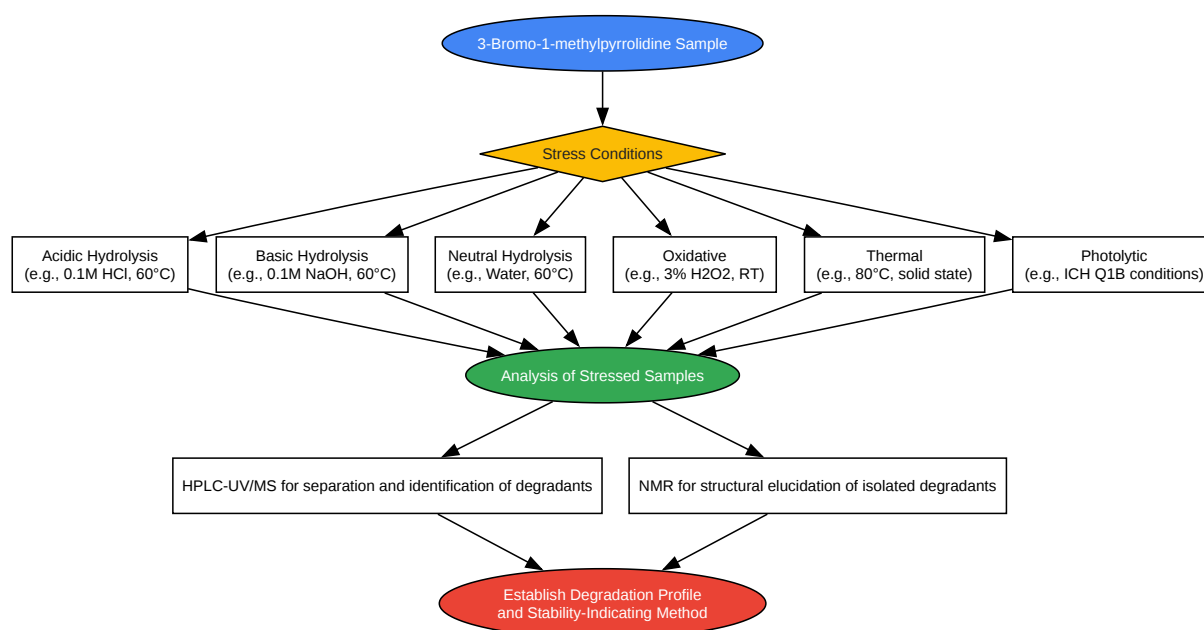 3-Bromo-1-methylpyrrolidine Sample
Stress Conditions
Acidic Hydrolysis
(e.g., 0.1M HCl, 60°C)
Basic Hydrolysis
(e.g., 0.1M NaOH, 60°C)
Neutral Hydrolysis
(e.g., Water, 60°C)
Oxidative
(e.g., 3% H2O2, RT)
Thermal
(e.g., 80°C, solid state)
Photolytic
(e.g., ICH Q1B conditions)
Analysis of Stressed Samples
HPLC-UV/MS for separation and identification of degradants
NMR for structural elucidation of isolated degradants
Establish Degradation Profile
and Stability-Indicating Method